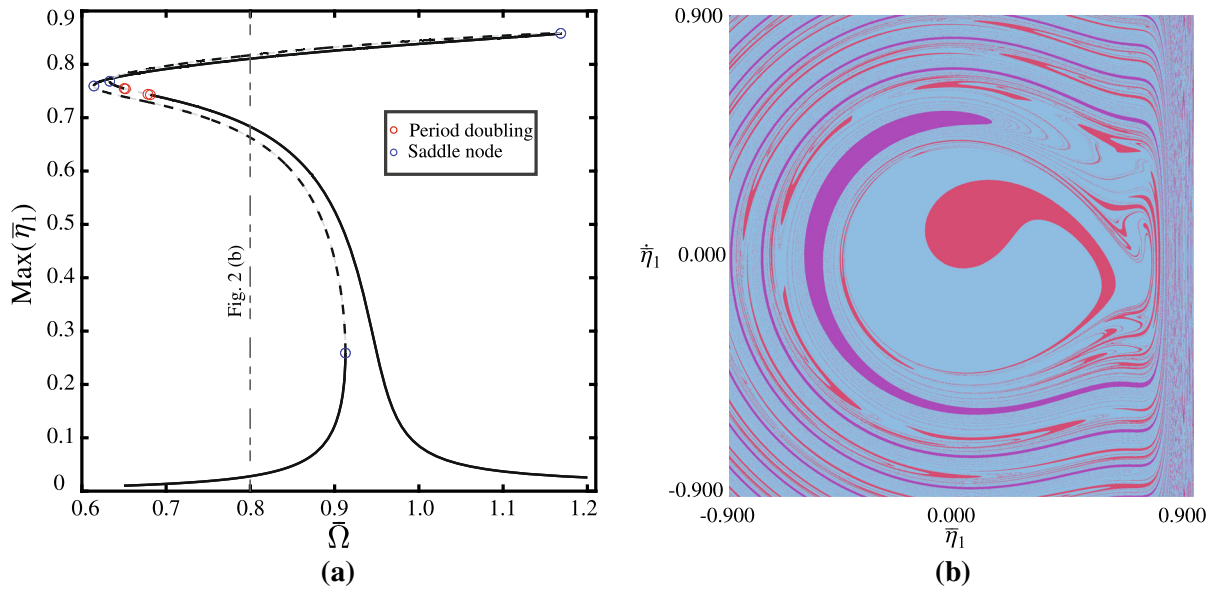 0.9
0.8
0.7
0.6
0.5
0.4
0.3
0.2
0.1
0
Max(η̄₁)
0.6 0.7 0.8 0.9 1.0 1.1 1.2
Ω̄
Fig. 2 (b)
Period doubling
Saddle node
(a)
0.900
η̄̇₁ 0.000
-0.900
-0.900 0.000 0.900
η̄₁
(b)